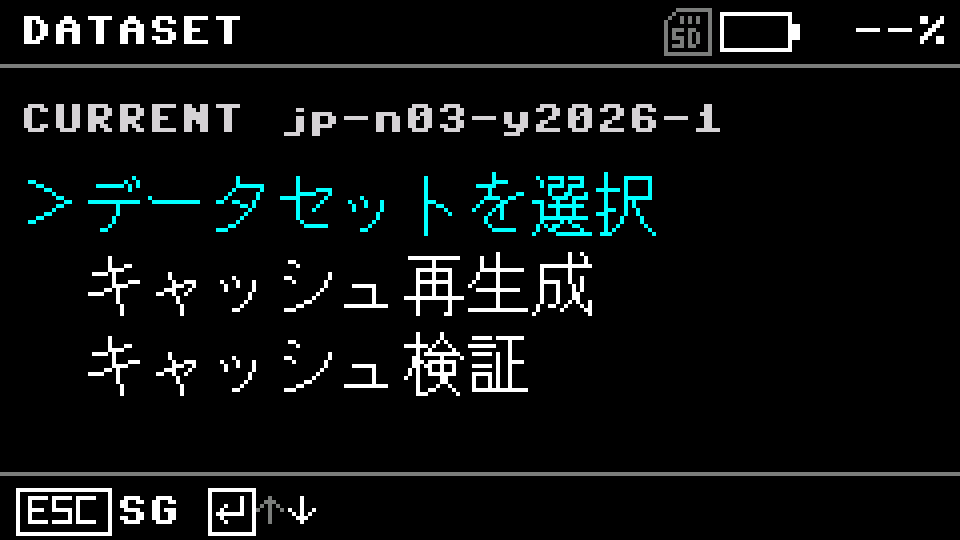 DATASET SD --%
CURRENT jp-n03-y2026-1
>データセットを選択
キャッシュ再生成
キャッシュ検証
ESC SG ↑↓